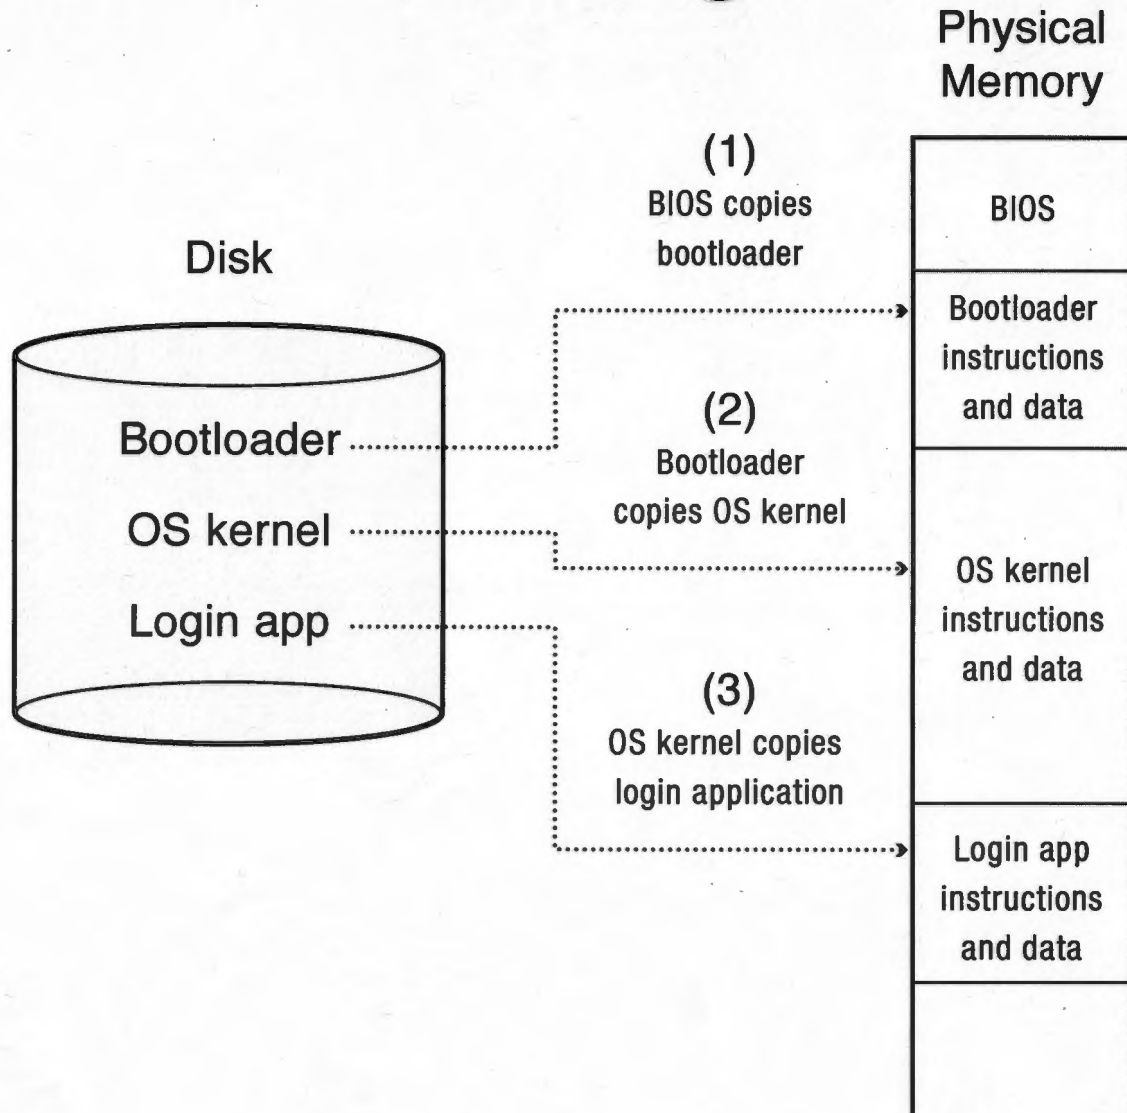 Physical
Memory
(1)
BIOS copies
bootloader
BIOS
Disk
Bootloader
instructions
and data
Bootloader
(2)
Bootloader
copies OS kernel
OS kernel
OS kernel
instructions
and data
Login app
(3)
OS kernel copies
login application
Login app
instructions
and data